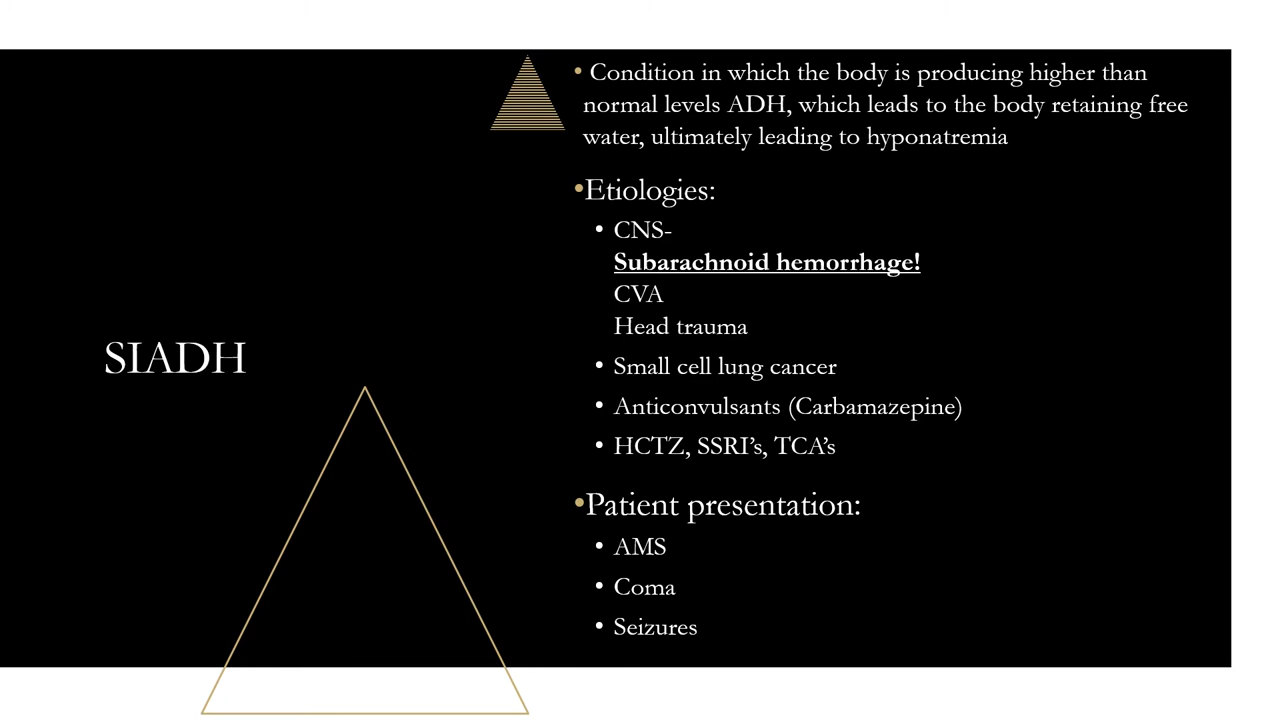 SIADH
• Condition in which the body is producing higher than
normal levels ADH, which leads to the body retaining free
water, ultimately leading to hyponatremia
•Etiologies:
• CNS-
Subarachnoid hemorrhage!
CVA
Head trauma
• Small cell lung cancer
• Anticonvulsants (Carbamazepine)
• HCTZ, SSRI’s, TCA’s
•Patient presentation:
• AMS
• Coma
• Seizures